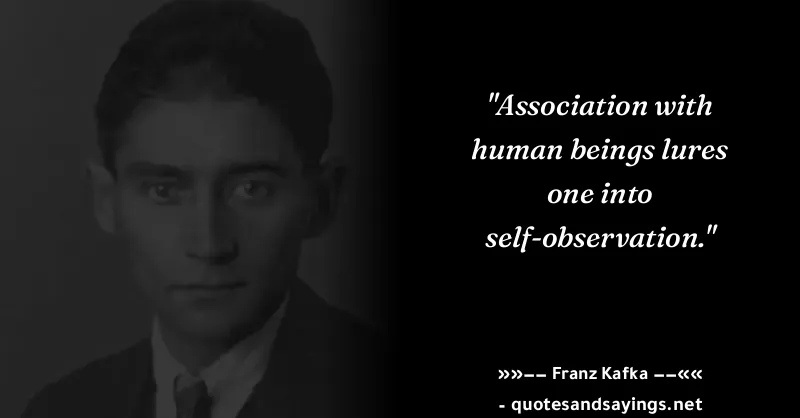 "Association with
human beings lures
one into
self-observation."
»»—— Franz Kafka ——««
- quotesandsayings.net